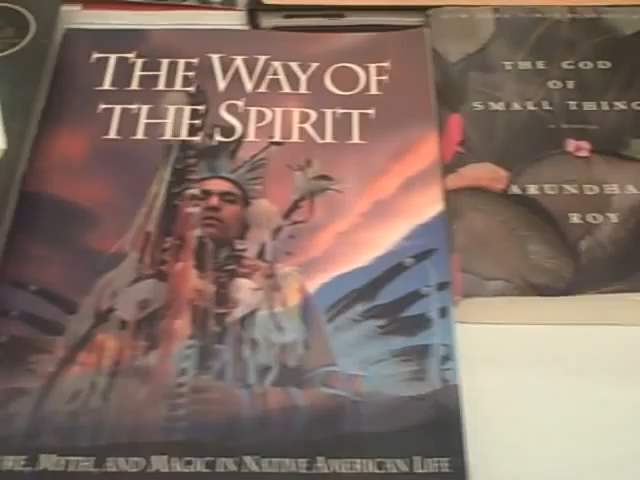 THE WAY OF
THE SPIRIT
MYTH, AND MAGIC IN NATIVE AMERICAN LIFE
THE GOD
OF
SMALL THING
ARUNDHA
ROY